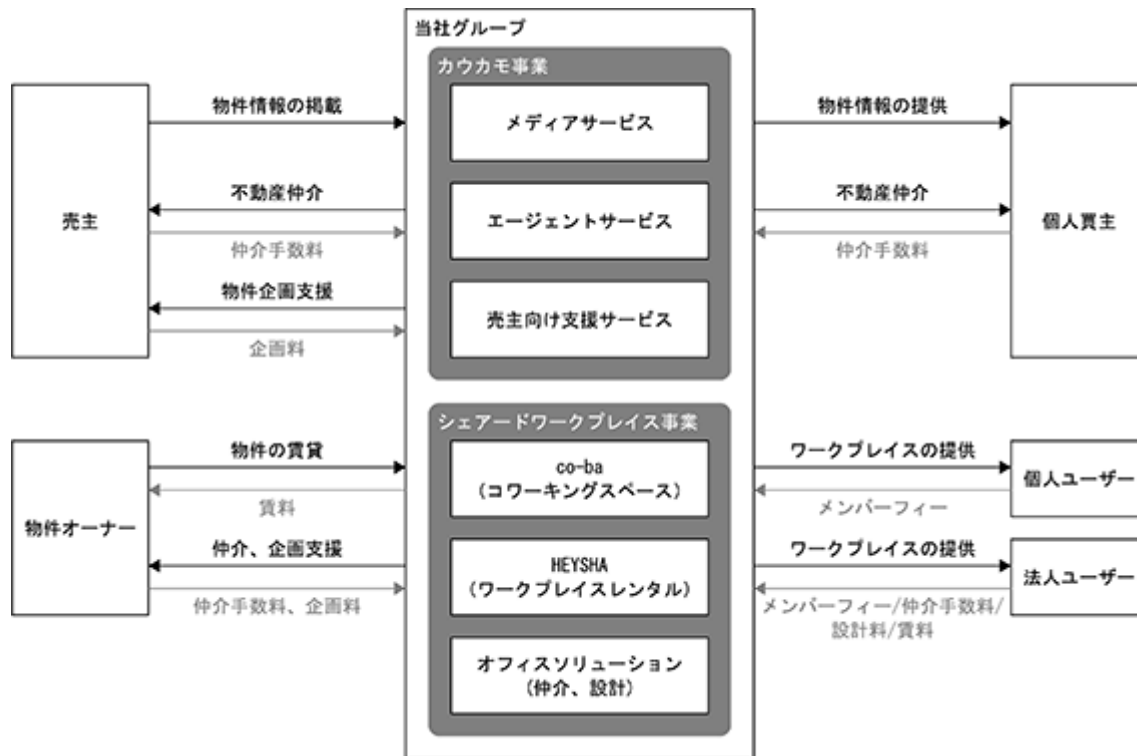 当社グループ
カウカモ事業
メディアサービス
エージェントサービス
売主向け支援サービス
売主
物件情報の掲載
不動産仲介
仲介手数料
物件企画支援
企画料
物件情報の提供
不動産仲介
仲介手数料
個人買主
シェアードワークプレイス事業
co-ba
(コワーキングスペース)
HEYSHA
(ワークプレイスレンタル)
オフィスソリューション
(仲介、設計)
物件オーナー
物件の賃貸
賃料
仲介、企画支援
仲介手数料、企画料
ワークプレイスの提供
メンバーフィー
個人ユーザー
ワークプレイスの提供
メンバーフィー/仲介手数料/
設計料/賃料
法人ユーザー